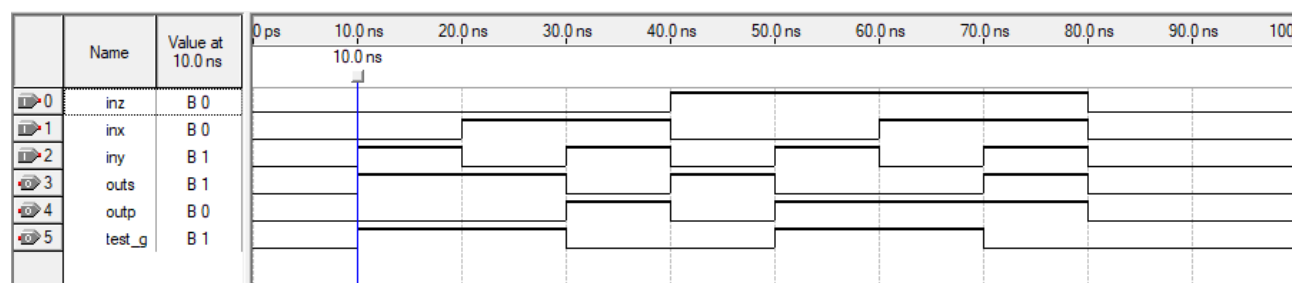 Name Value at 10.0 ns 0 ps 10.0 ns 20.0 ns 30.0 ns 40.0 ns 50.0 ns 60.0 ns 70.0 ns 80.0 ns 90.0 ns 100
10.0 ns
0 inz B 0
1 inx B 0
2 iny B 1
3 outs B 1
4 outp B 0
5 test_g B 1